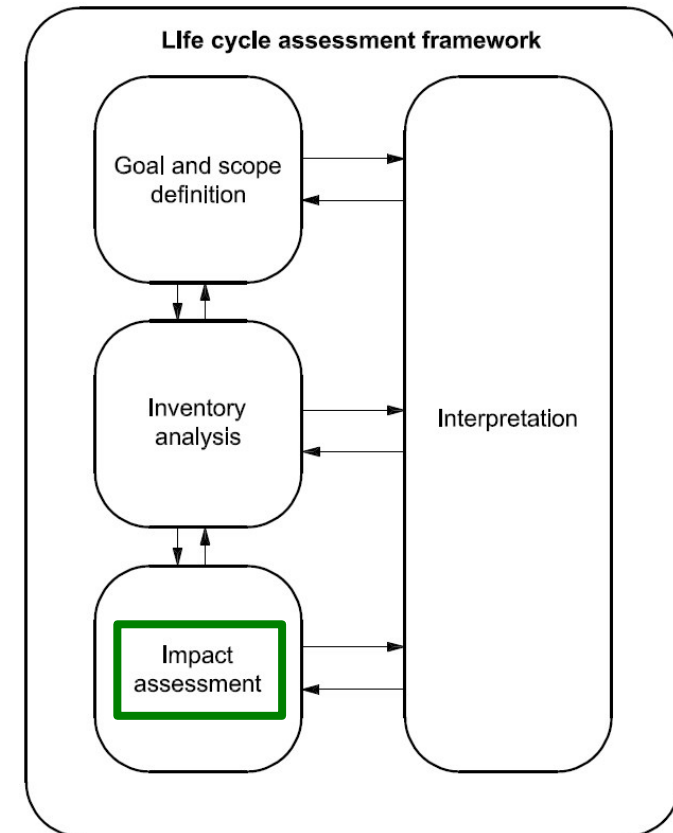 Life cycle assessment framework
Goal and scope
definition
Inventory
analysis
Interpretation
Impact
assessment